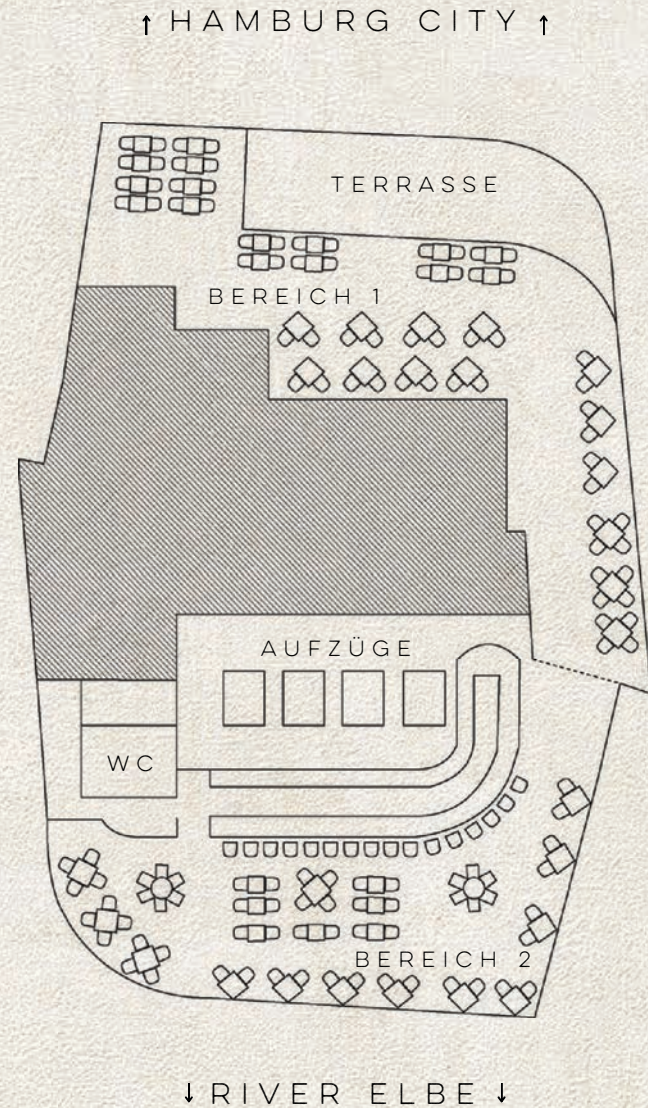 ↑ HAMBURG CITY ↑
TERRASSE
BEREICH 1
AUFZÜGE
WC
BEREICH 2
↓ RIVER ELBE ↓